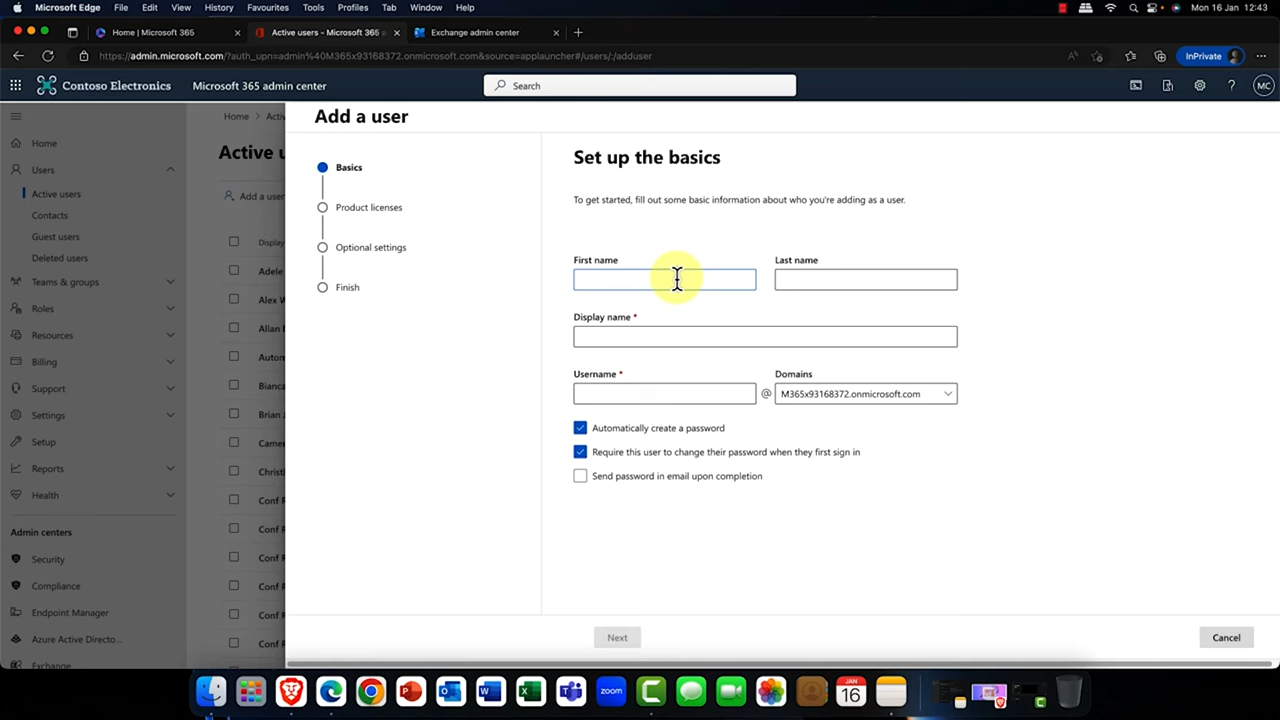 Microsoft Edge File Edit View History Favourites Tools Profiles Tab Window Help Mon 16 Jan 12:43
Home | Microsoft 365 Active users - Microsoft 365 Exchange admin center
https://admin.microsoft.com/?auth_upn=admin%40M365x93168372.onmicrosoft.com&source=applauncher#/users/:/adduser InPrivate
Contoso Electronics Microsoft 365 admin center Search MC
Home
Users
Active users
Contacts
Guest users
Deleted users
Teams & groups
Roles
Resources
Billing
Support
Settings
Setup
Reports
Health
Admin centers
Security
Compliance
Endpoint Manager
Azure Active Directo...
Exchange
Home > Acti
Active u
Add a user
Display
Adele
Alex W
Allan D
Autom
Bianca
Brian J
Camer
Christi
Conf R
Conf R
Conf R
Conf R
Conf R
Conf R
Add a user
Basics
Product licenses
Optional settings
Finish
Set up the basics
To get started, fill out some basic information about who you're adding as a user.
First name Last name
Display name *
Username * Domains
@ M365x93168372.onmicrosoft.com
Automatically create a password
Require this user to change their password when they first sign in
Send password in email upon completion
Next Cancel
zoom
JAN
16